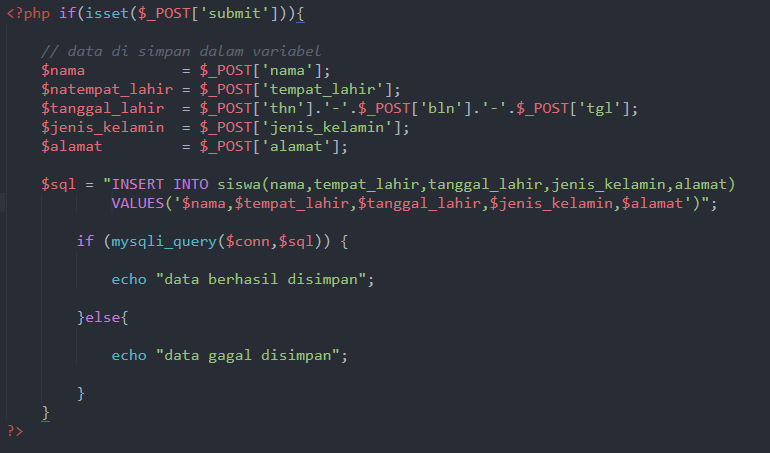 <?php if(isset($_POST['submit'])){
// data di simpan dalam variabel
$nama = $_POST['nama'];
$natempat_lahir = $_POST['tempat_lahir'];
$tanggal_lahir = $_POST['thn'].'-'.$_POST['bln'].'-'.$_POST['tgl'];
$jenis_kelamin = $_POST['jenis_kelamin'];
$alamat = $_POST['alamat'];
$sql = "INSERT INTO siswa(nama,tempat_lahir,tanggal_lahir,jenis_kelamin,alamat)
VALUES('$nama,$tempat_lahir,$tanggal_lahir,$jenis_kelamin,$alamat')";
if (mysqli_query($conn,$sql)) {
echo "data berhasil disimpan";
}else{
echo "data gagal disimpan";
}
}
?>